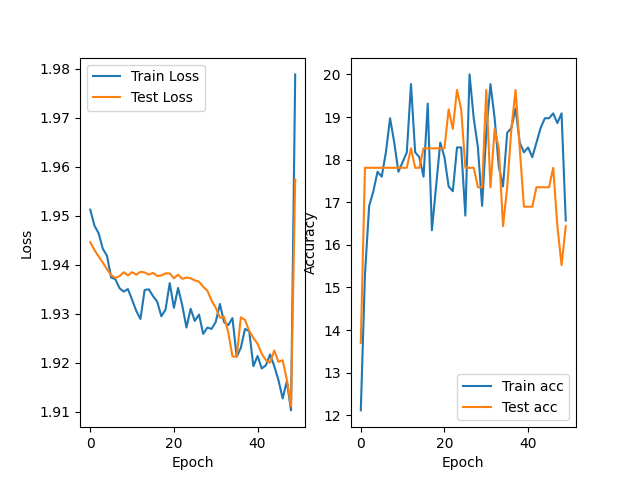 1.98
1.97
1.96
1.95
1.94
1.93
1.92
1.91
Loss
0
20
40
Epoch
Train Loss
Test Loss
20
19
18
17
16
15
14
13
12
Accuracy
0
20
40
Epoch
Train acc
Test acc